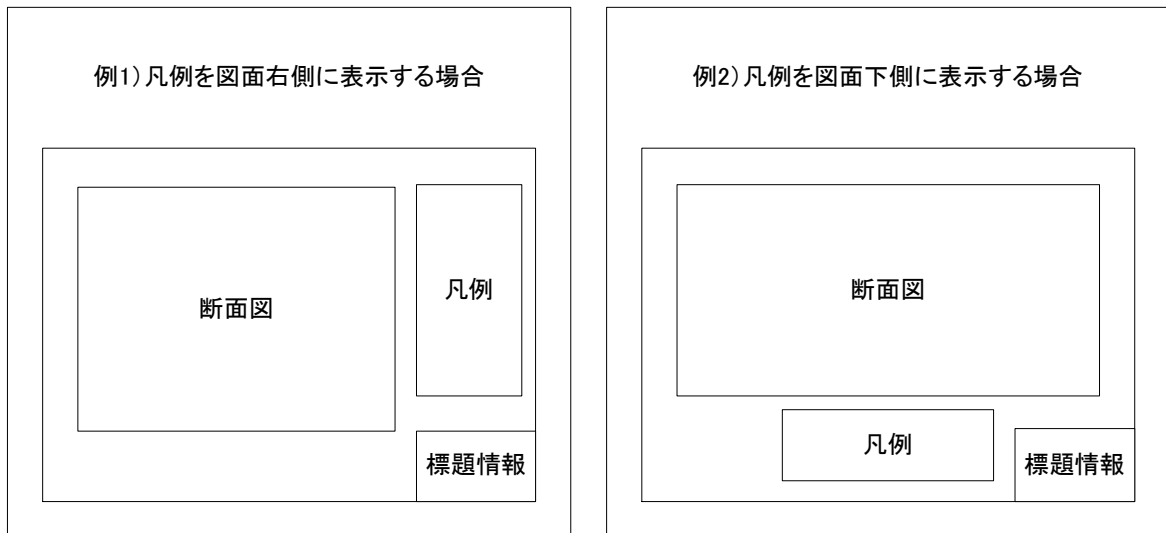 例1）凡例を図面右側に表示する場合
断面図
凡例
標題情報
例2）凡例を図面下側に表示する場合
断面図
凡例
標題情報